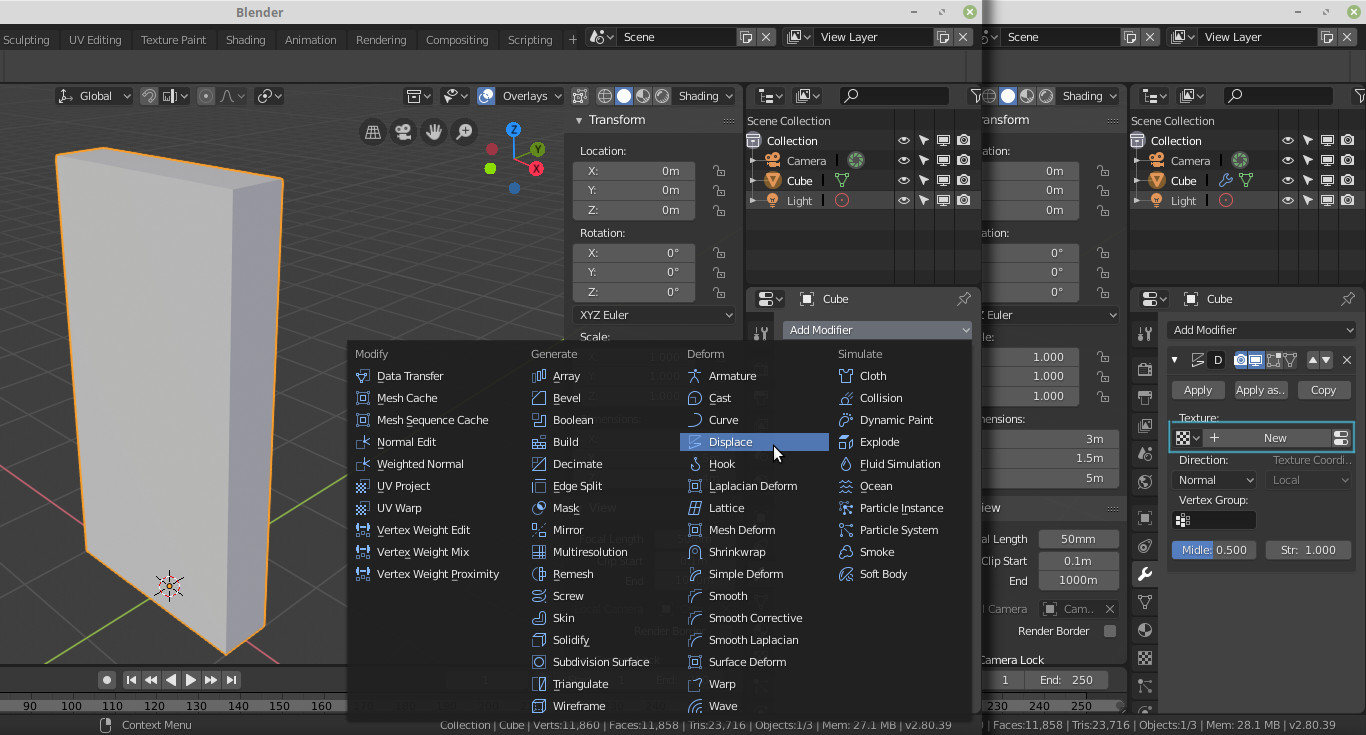 Blender
Sculpting UV Editing Texture Paint Shading Animation Rendering Compositing Scripting + Scene View Layer Scene View Layer
Global Overlays Shading Shading
Transform Scene Collection ansform Scene Collection
Location: Collection ation: Collection
X: 0m Camera 0m Camera
Y: 0m Cube 0m Cube
Z: 0m Light 0m Light
Rotation: ation:
X: 0° 0°
Y: 0° 0°
Z: 0° Cube 0° Cube
XYZ Euler Z Euler
Add Modifier Add Modifier
Scale: le:
Modify Generate Deform Simulate
1.000 D
Data Transfer Array Armature Cloth 1.000
Apply Apply as.. Copy
Mesh Cache Bevel Cast Collision 1.000
Mesh Sequence Cache Boolean Curve Dynamic Paint nensions: Texture:
Normal Edit Build Displace Explode 3m New
Weighted Normal Decimate Hook Fluid Simulation 1.5m Direction: Texture Coordi..
UV Project Edge Split Laplacian Deform Ocean 5m Normal Local
UV Warp Mask Lattice Particle Instance iew Vertex Group:
Vertex Weight Edit Mirror Mesh Deform Particle System
al Length 50mm
Vertex Weight Mix Multiresolution Shrinkwrap Smoke Midle: 0.500 Str: 1.000
Clip Start 0.1m
Vertex Weight Proximity Remesh Simple Deform Soft Body End 1000m
Screw Smooth
l Camera Cam..
Skin Smooth Corrective
Render Border
Solidify Smooth Laplacian
Subdivision Surface Surface Deform Camera Lock
Triangulate Warp 1 End: 250
90 100 110 120 130 140 150 160 Wireframe Wave 230 240 250
Context Menu Collection | Cube | Verts:11,860 | Faces:11,858 | Tris:23,716 | Objects:1/3 | Mem: 27.1 MB | v2.80.39 | Faces:11,858 | Tris:23,716 | Objects:1/3 | Mem: 28.1 MB | v2.80.39